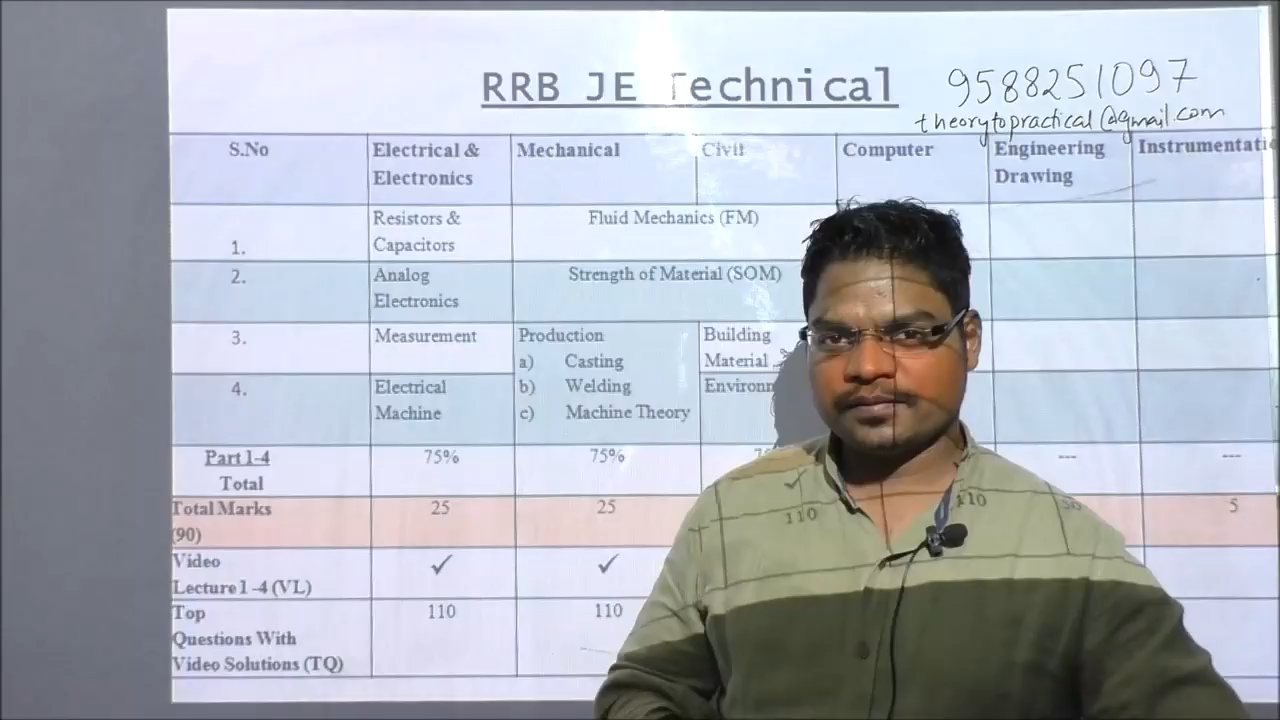 RRB JE Technical
9588251097
theorytopractical@gmail.com
S.No Electrical & Electronics Mechanical Civil Computer Engineering Drawing
1. Resistors & Capacitors Fluid Mechanics (FM)
2. Analog Electronics Strength of Material (SOM)
3. Measurement Production Building Material
a) Casting
4. Electrical Machine b) Welding
c) Machine Theory
Part 1-4 Total 75% 75% --- ---
Total Marks (90) 25 25 5
Video Lecture 1 -4 (VL) ✓ ✓
Top Questions With Video Solutions (TQ) 110 110 110 110